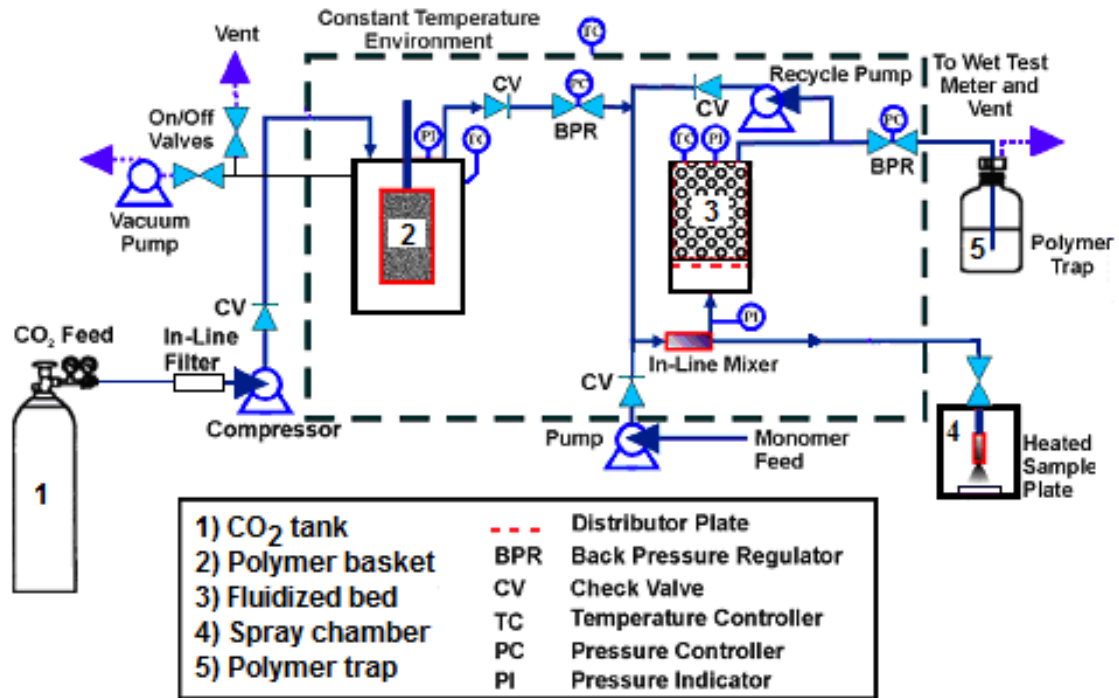 Constant Temperature
Environment
TC
Vent
On/Off
Valves
Vacuum
Pump
CV
BPR
PC
PI
TC
2
CV
Recycle Pump
TC
PI
3
PC
BPR
To Wet Test
Meter and
Vent
5
Polymer
Trap
CV
CO2 Feed
In-Line
Filter
Compressor
1
PI
In-Line Mixer
CV
Pump
Monomer
Feed
4
Heated
Sample
Plate
1) CO2 tank
2) Polymer basket
3) Fluidized bed
4) Spray chamber
5) Polymer trap
Distributor Plate
BPR Back Pressure Regulator
CV Check Valve
TC Temperature Controller
PC Pressure Controller
PI Pressure Indicator